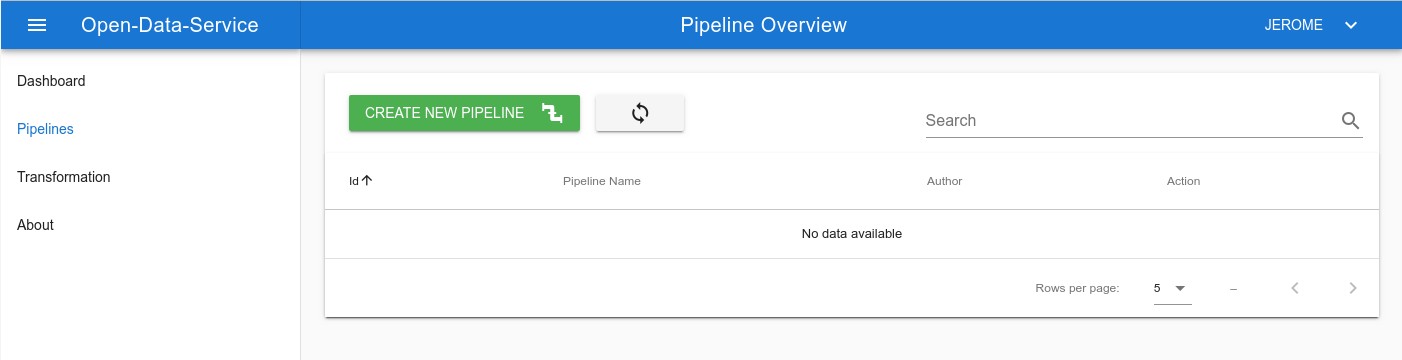 Open-Data-Service
Pipeline Overview
JEROME
Dashboard
Pipelines
Transformation
About
CREATE NEW PIPELINE
Search
Id Pipeline Name Author Action
No data available
Rows per page: 5 –